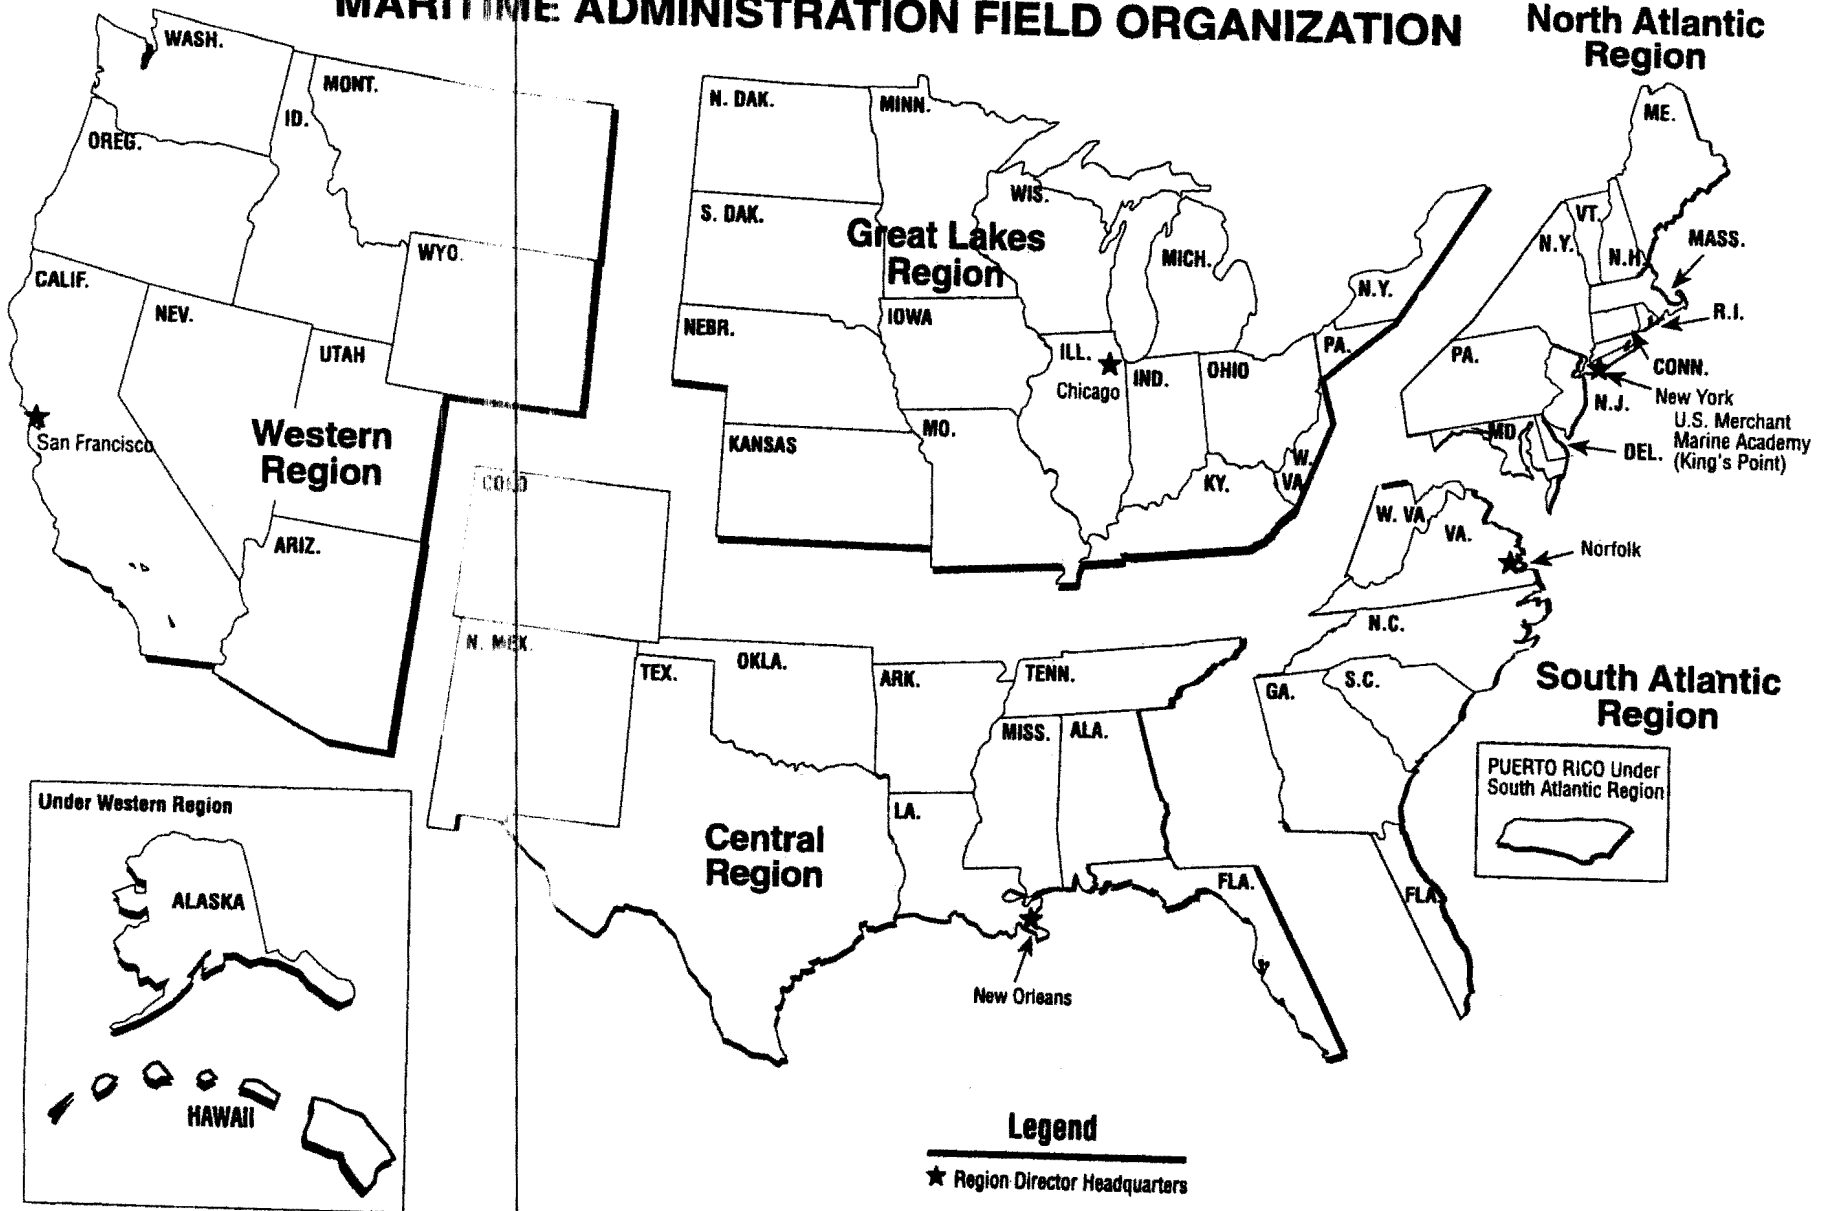 MARITIME ADMINISTRATION FIELD ORGANIZATION
North Atlantic
Region
WASH.
MONT.
ID.
OREG.
WYO.
CALIF.
NEV.
UTAH
San Francisco
Western
Region
ARIZ.
N. DAK.
MINN.
WIS.
S. DAK.
Great Lakes
Region
MICH.
N.Y.
NEBR.
IOWA
ILL.
Chicago
IND.
OHIO
PA.
KANSAS
MO.
KY.
W.
VA
ME.
VT.
N.Y.
N.H.
MASS.
R.I.
PA.
CONN.
New York
N.J.
U.S. Merchant
Marine Academy
(King's Point)
MD.
DEL.
W. VA
VA.
Norfolk
N.C.
S.C.
GA.
South Atlantic
Region
PUERTO RICO Under
South Atlantic Region
FLA.
COLO
N. MEX.
TEX.
OKLA.
ARK.
TENN.
MISS.
ALA.
LA.
Central
Region
FLA.
New Orleans
Under Western Region
ALASKA
HAWAII
Legend
★ Region Director Headquarters